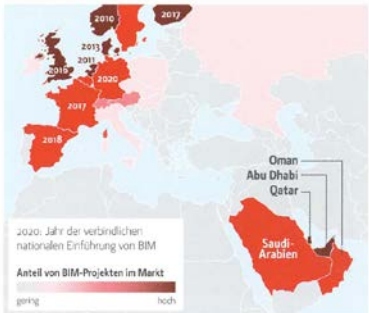 2010
2017
2013
2011
2016
2020
2017
2018
Oman
Abu Dhabi
Qatar
Saudi-
Arabien
2020: Jahr der verbindlichen
nationalen Einführung von BIM
Anteil von BIM-Projekten im Markt
gering hoch